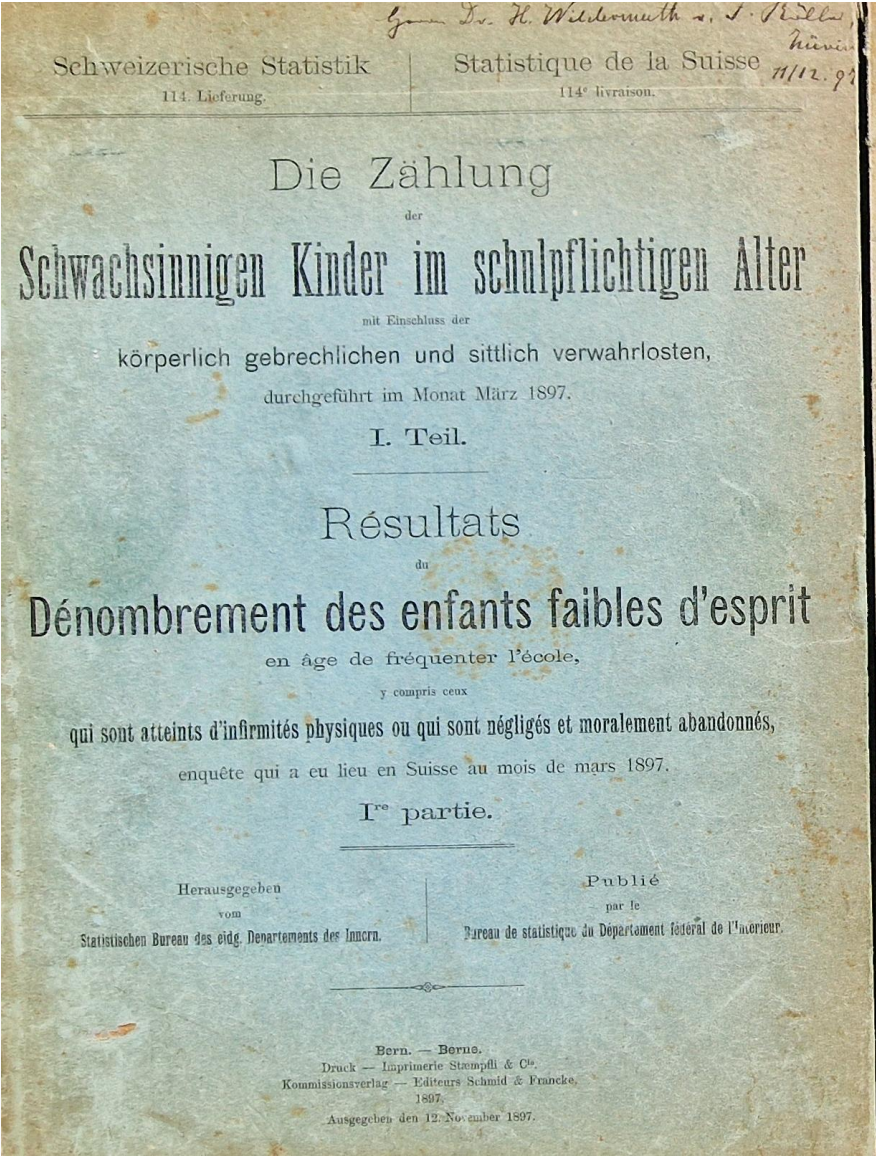 Dr. H. Wildermuth
11/12. 97
Schweizerische Statistik
114. Lieferung.
Statistique de la Suisse
114e livraison.
Die Zählung
der
Schwachsinnigen Kinder im schulpflichtigen Alter
mit Einschluss der
körperlich gebrechlichen und sittlich verwahrlosten,
durchgeführt im Monat März 1897.
I. Teil.
Résultats
du
Dénombrement des enfants faibles d'esprit
en âge de fréquenter l'école,
y compris ceux
qui sont atteints d'infirmités physiques ou qui sont négligés et moralement abandonnés,
enquête qui a eu lieu en Suisse au mois de mars 1897.
Ire partie.
Herausgegeben
vom
Statistischen Bureau des eidg. Departements des Innern.
Publié
par le
Bureau de statistique du Département fédéral de l'Intérieur.
Bern. — Berne.
Druck — Imprimerie Stæmpfli & Cie.
Kommissionsverlag — Editeurs Schmid & Francke.
1897.
Ausgegeben den 12. November 1897.